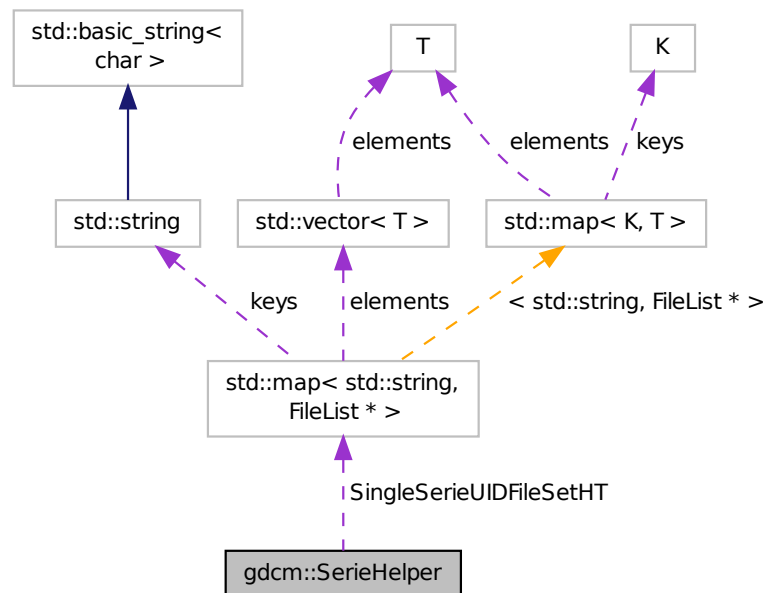 std::basic_string<
char >
T
K
elements
elements
keys
std::string
std::vector< T >
std::map< K, T >
keys
elements
< std::string, FileList * >
std::map< std::string,
FileList * >
SingleSerieUIDFileSetHT
gdcm::SerieHelper